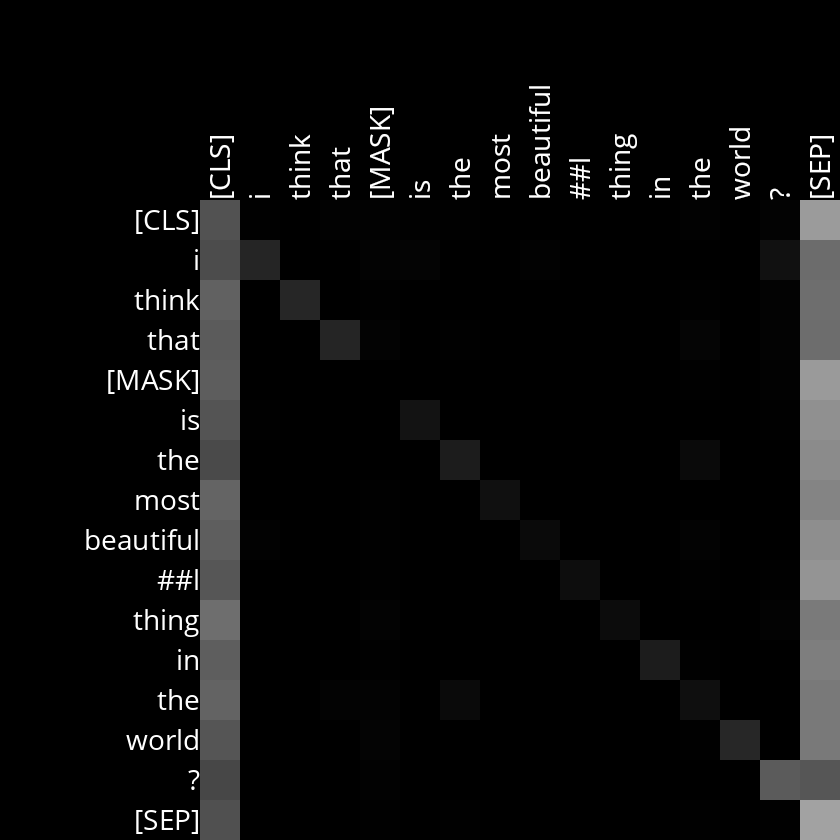 [CLS] i think that [MASK] is the most beautiful ##l thing in the world ? [SEP]
[CLS]
i
think
that
[MASK]
is
the
most
beautiful
##l
thing
in
the
world
?
[SEP]